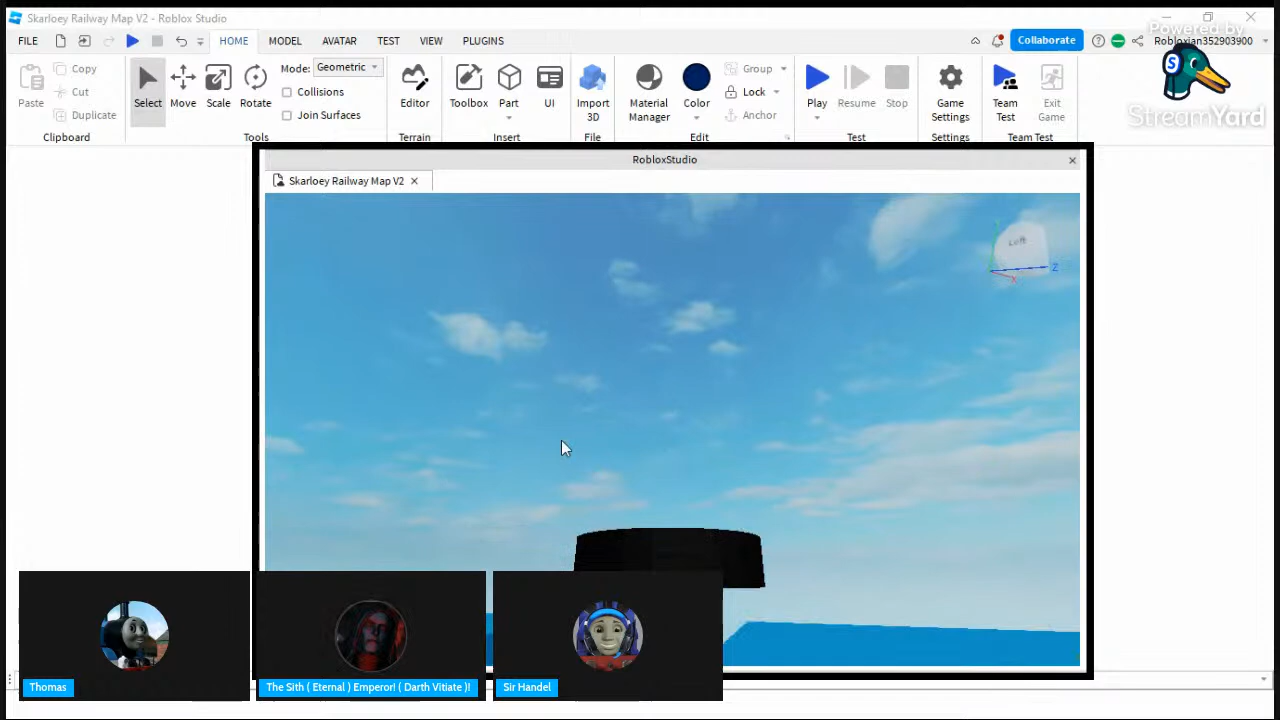 Skarloey Railway Map V2 - Roblox Studio
Powered by
FILE HOME MODEL AVATAR TEST VIEW PLUGINS Collaborate Robloxian352903900
StreamYard
Paste Copy Cut Duplicate
Select Move Scale Rotate
Mode: Geometric
Collisions
Join Surfaces
Editor
Toolbox Part UI
Import 3D
Material Manager Color
Group
Lock
Anchor
Play Resume Stop
Game Settings
Team Test Exit Game
Clipboard Tools Terrain Insert File Edit Test Settings Team Test
RobloxStudio
Skarloey Railway Map V2
Left
Z
X
Thomas
The Sith ( Eternal ) Emperor! ( Darth Vitiate )!
Sir Handel